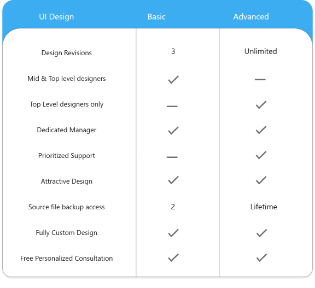 UI Design Basic Advanced
Design Revisions 3 Unlimited
Mid & Top level designers
Top Level designers only
Dedicated Manager
Prioritized Support
Attractive Design
Source file backup access 2 Lifetime
Fully Custom Design
Free Personalized Consultation